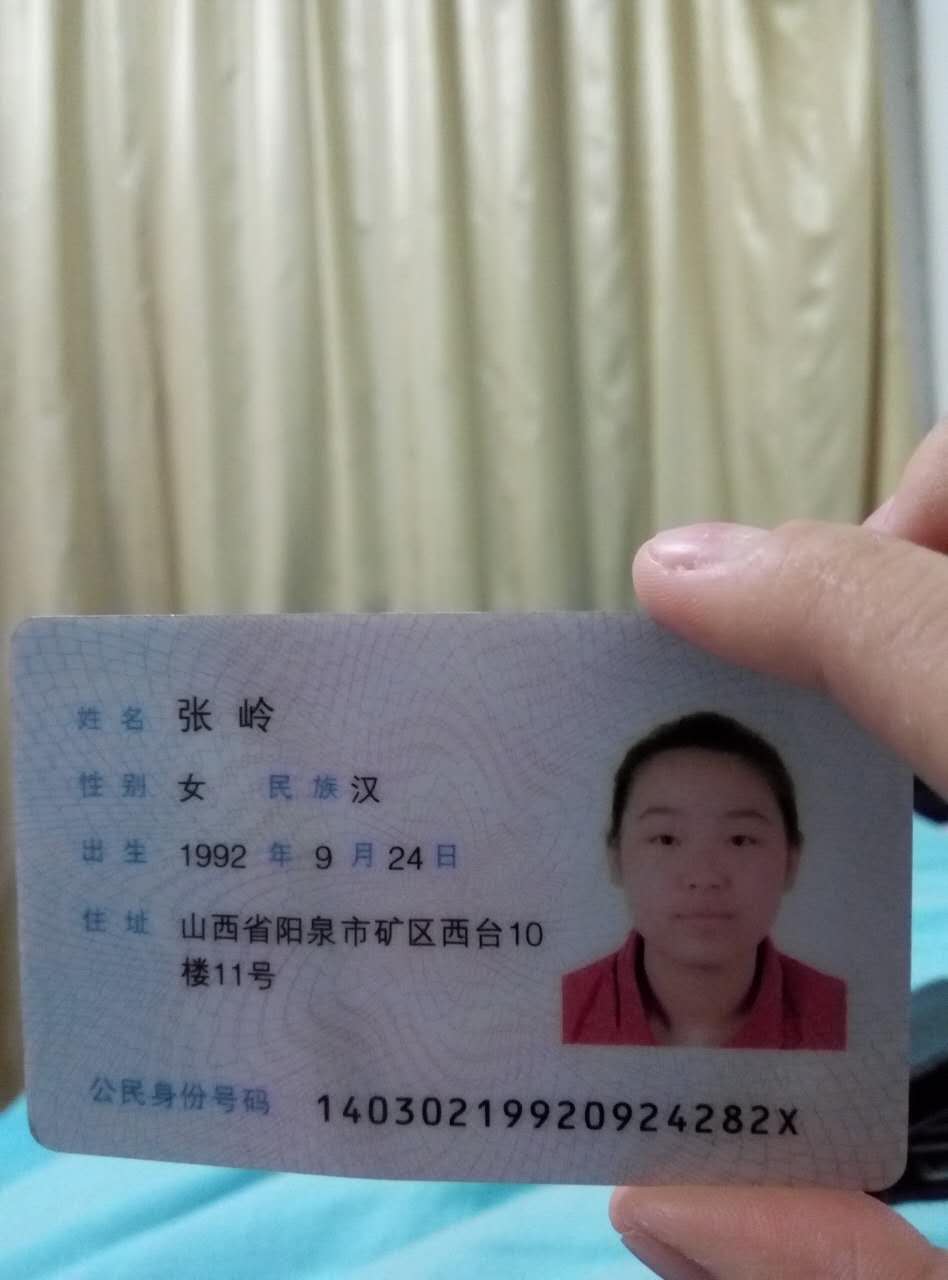 姓名 张岭
性别 女 民族 汉
出生 1992 年 9 月 24 日
住址 山西省阳泉市矿区西台10
楼11号
公民身份号码 14030219920924282X